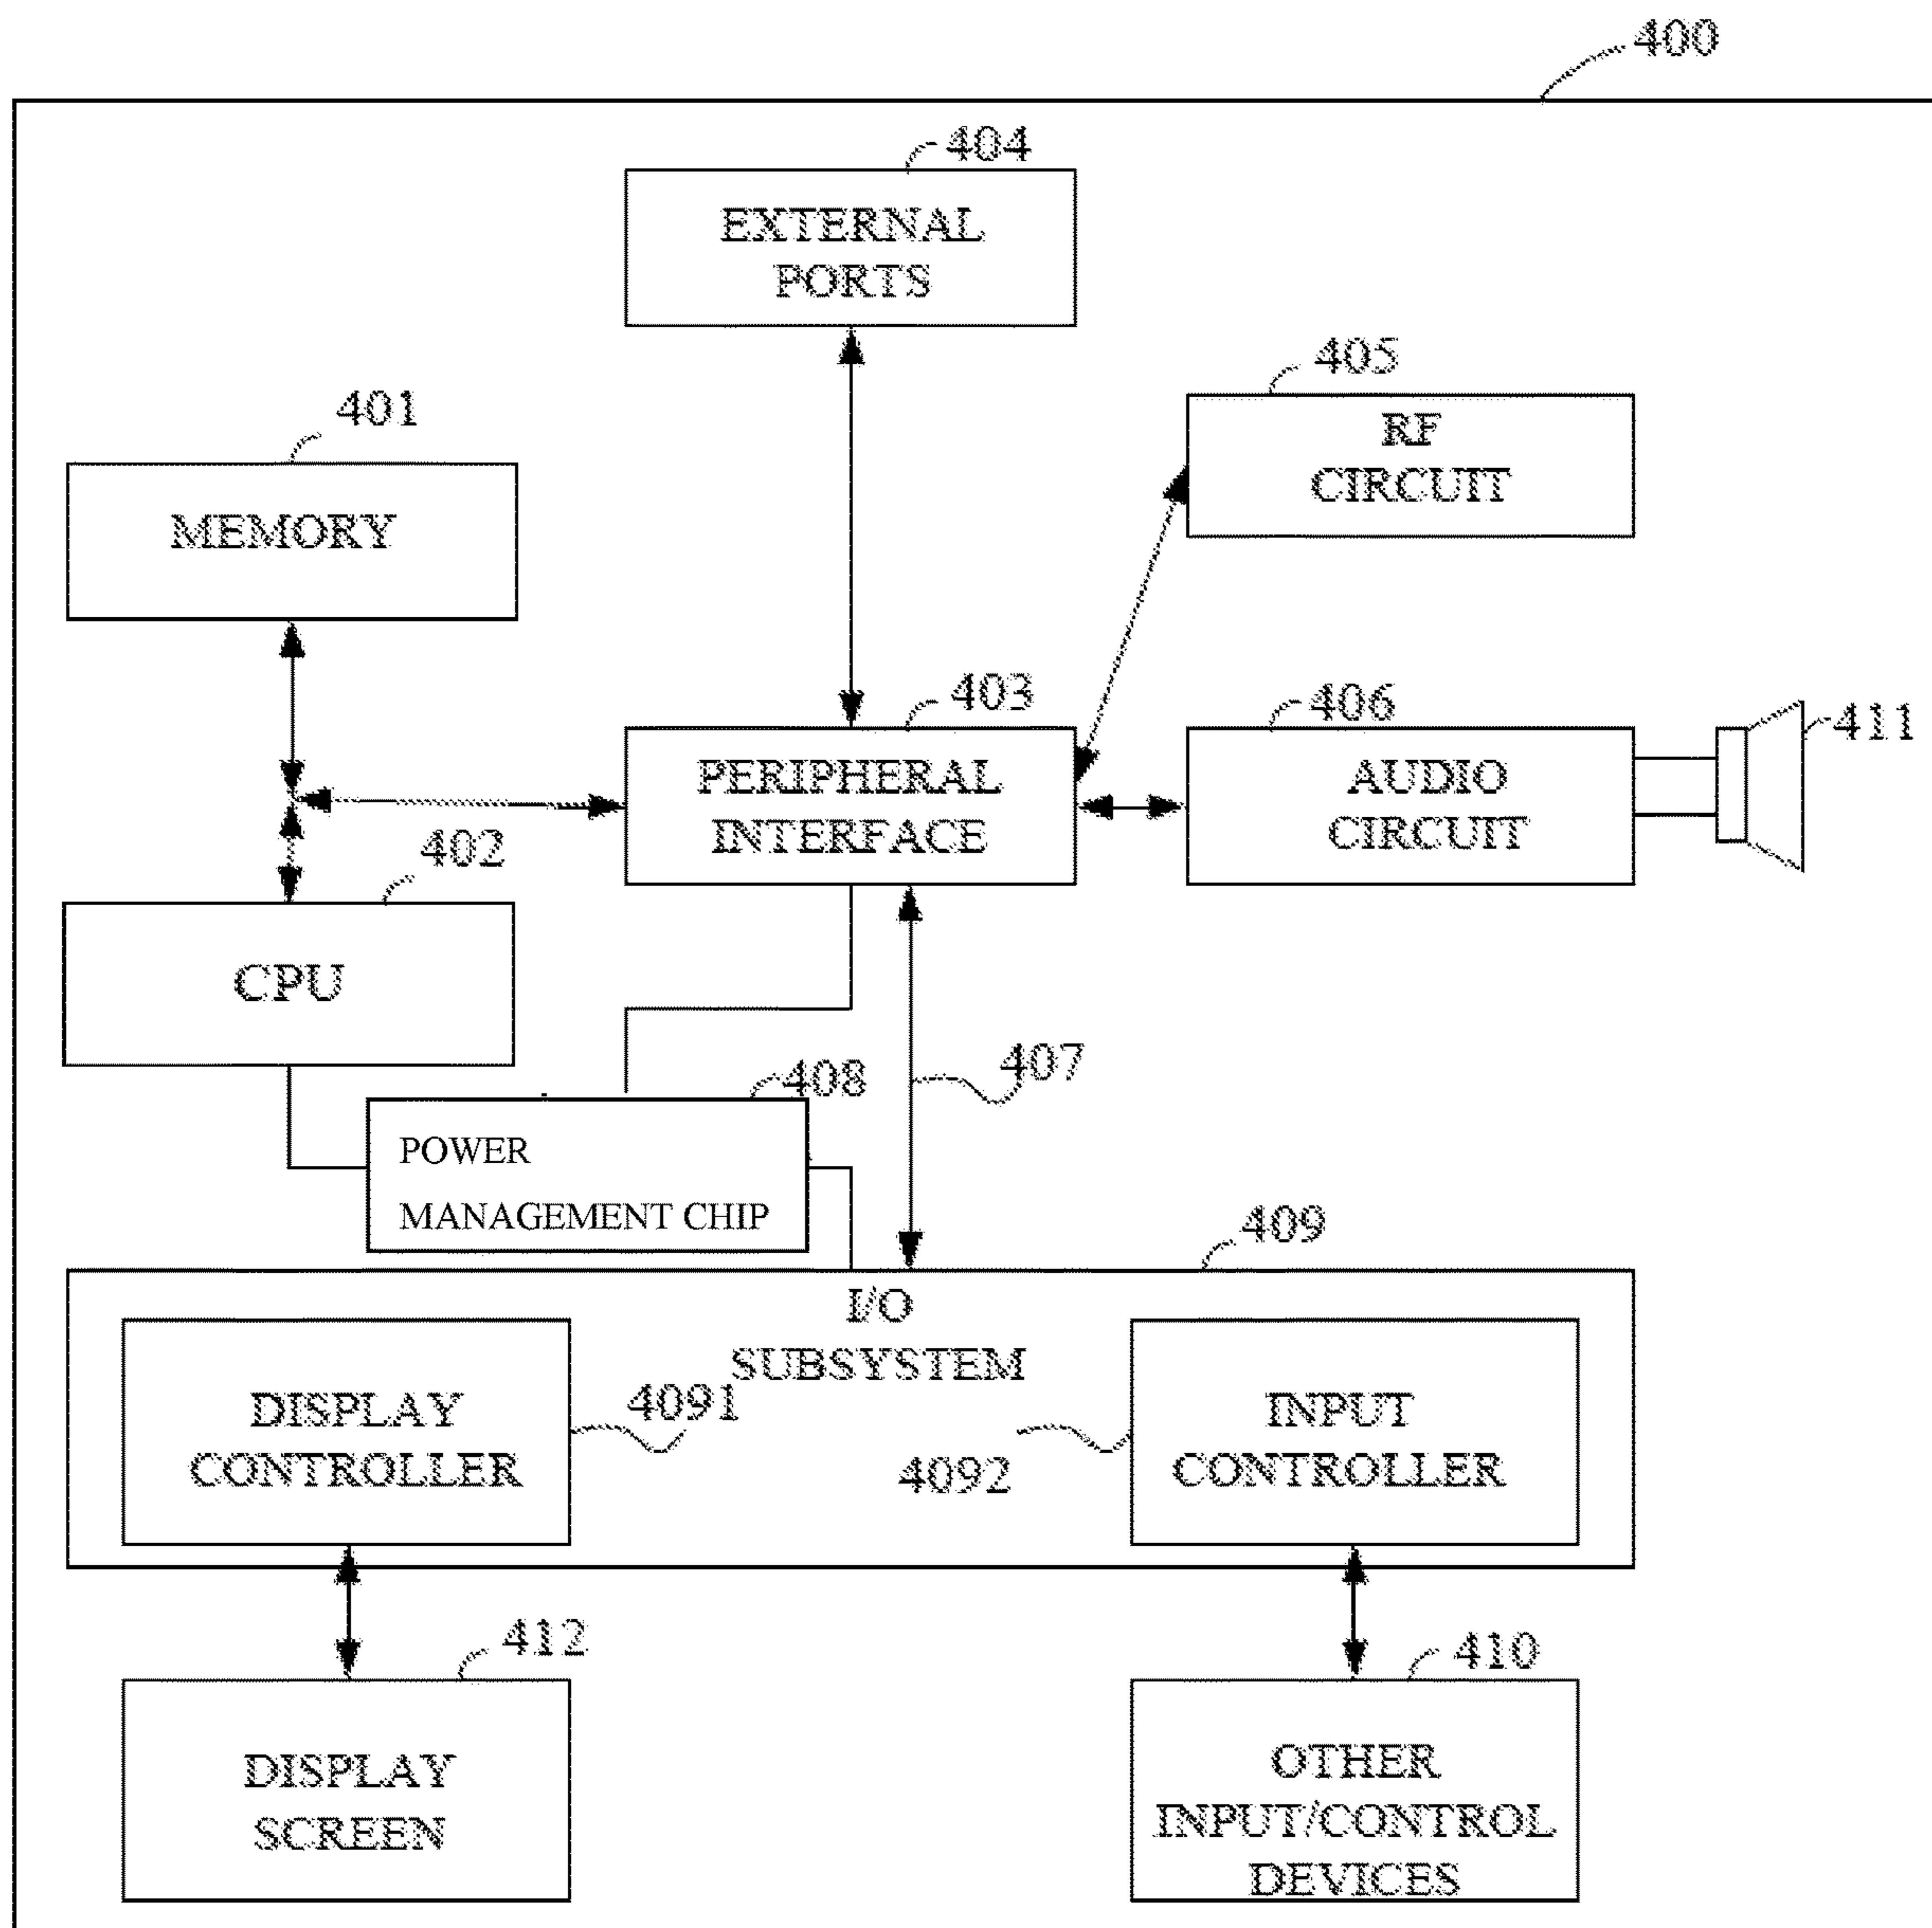 400
404
EXTERNAL
PORTS
405
RF
CIRCUIT
401
MEMORY
403
PERIPHERAL
INTERFACE
406
AUDIO
CIRCUIT
411
402
CPU
407
408
POWER
MANAGEMENT CHIP
409
I/O
SUBSYSTEM
DISPLAY
CONTROLLER
4091
4092
INPUT
CONTROLLER
412
DISPLAY
SCREEN
410
OTHER
INPUT/CONTROL
DEVICES